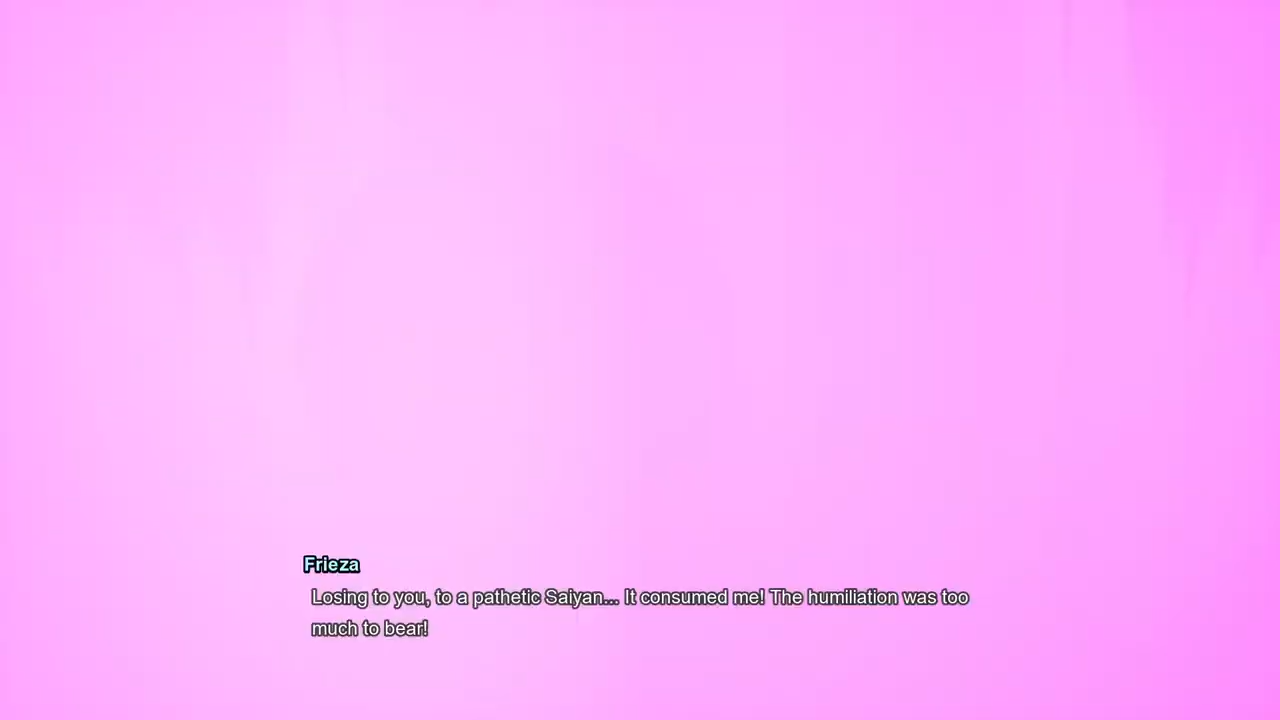 Frieza
Losing to you, to a pathetic Saiyan... It consumed me! The humiliation was too
much to bear!